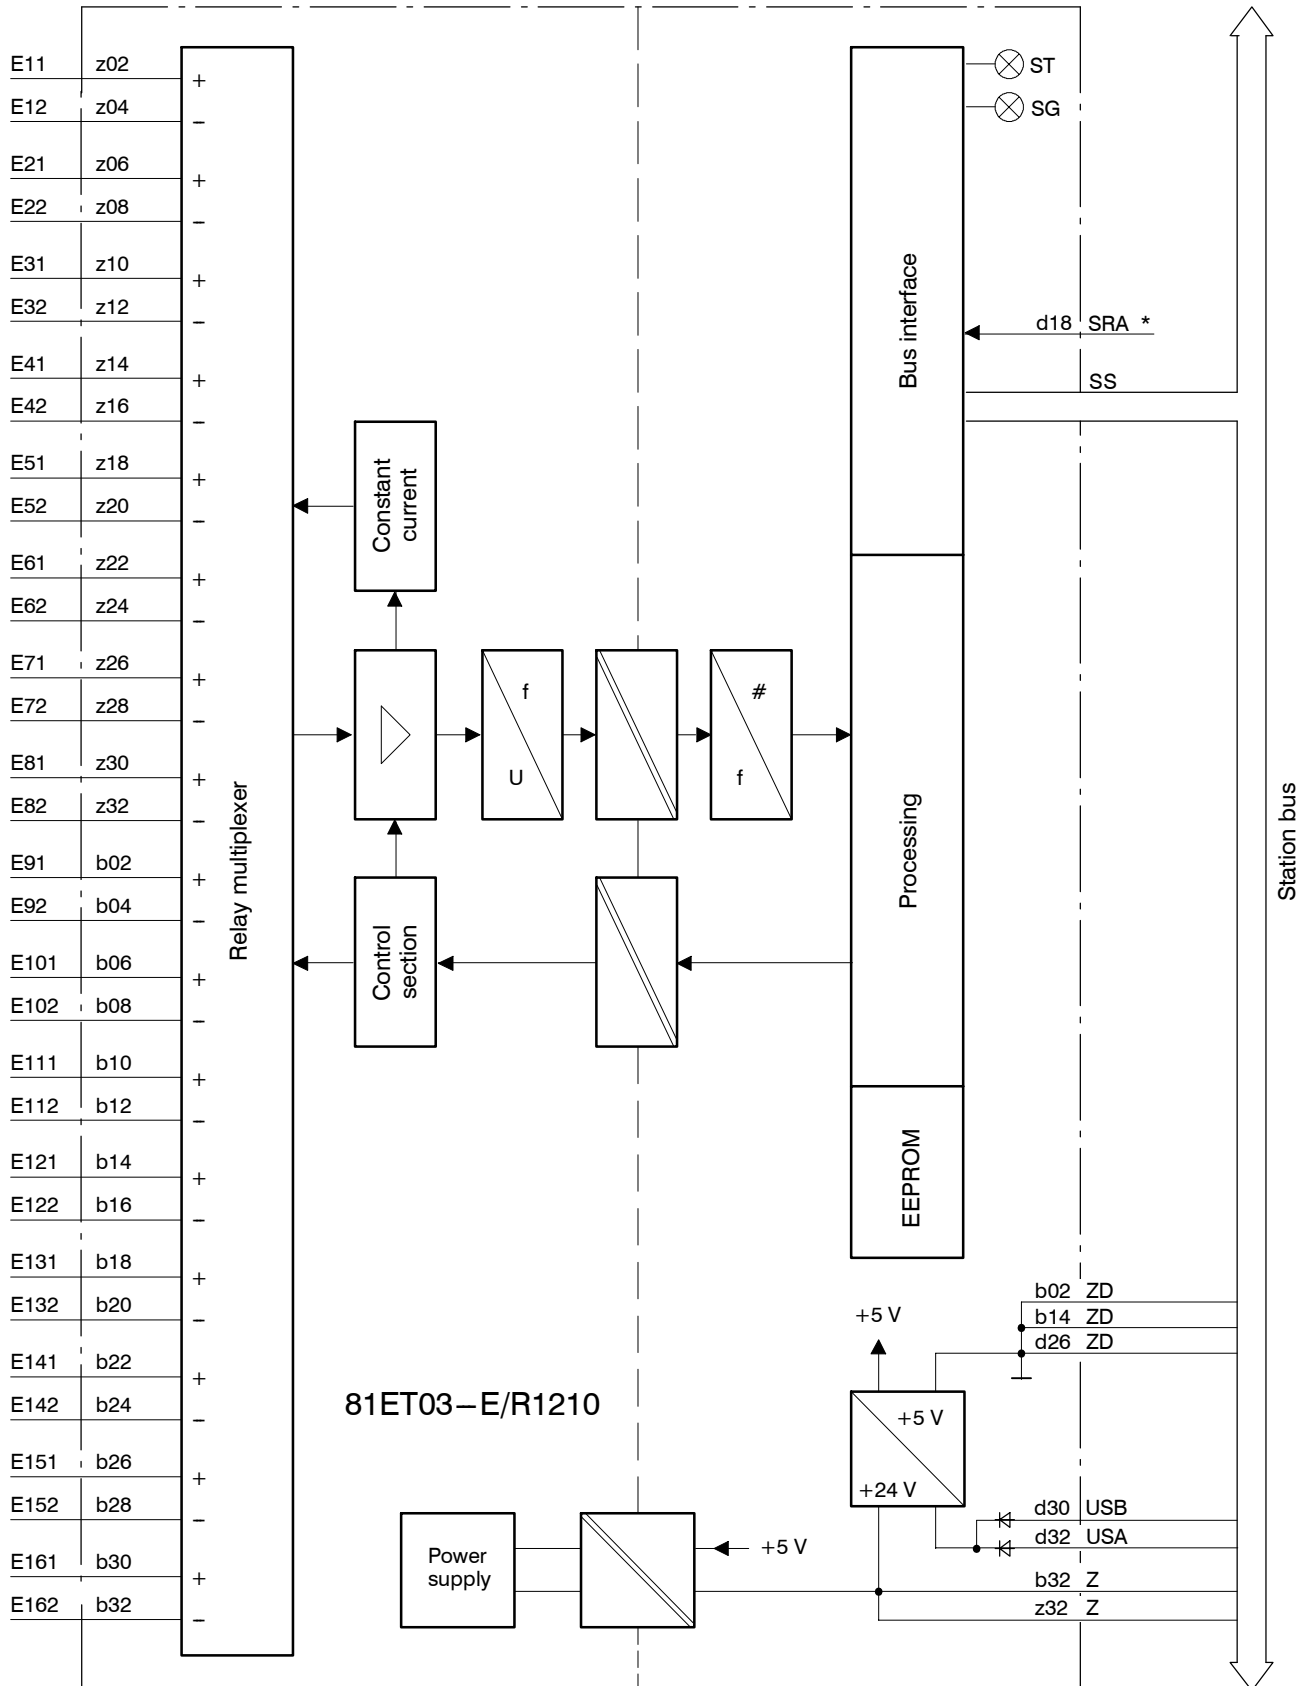 E11 z02 +
E12 z04 −
E21 z06 +
E22 z08 −
E31 z10 +
E32 z12 −
E41 z14 +
E42 z16 −
E51 z18 +
E52 z20 −
E61 z22 +
E62 z24 −
E71 z26 +
E72 z28 −
E81 z30 +
E82 z32 −
E91 b02 +
E92 b04 −
E101 b06 +
E102 b08 −
E111 b10 +
E112 b12 −
E121 b14 +
E122 b16 −
E131 b18 +
E132 b20 −
E141 b22 +
E142 b24 −
E151 b26 +
E152 b28 −
E161 b30 +
E162 b32 −
Relay multiplexer
Constant
current
f
U
#
f
Control
section
81ET03−E/R1210
Power
supply
+5 V
Bus interface
Processing
EEPROM
ST
SG
d18 SRA *
SS
b02 ZD
b14 ZD
d26 ZD
+5 V
+5 V
+24 V
d30 USB
d32 USA
b32 Z
z32 Z
Station bus